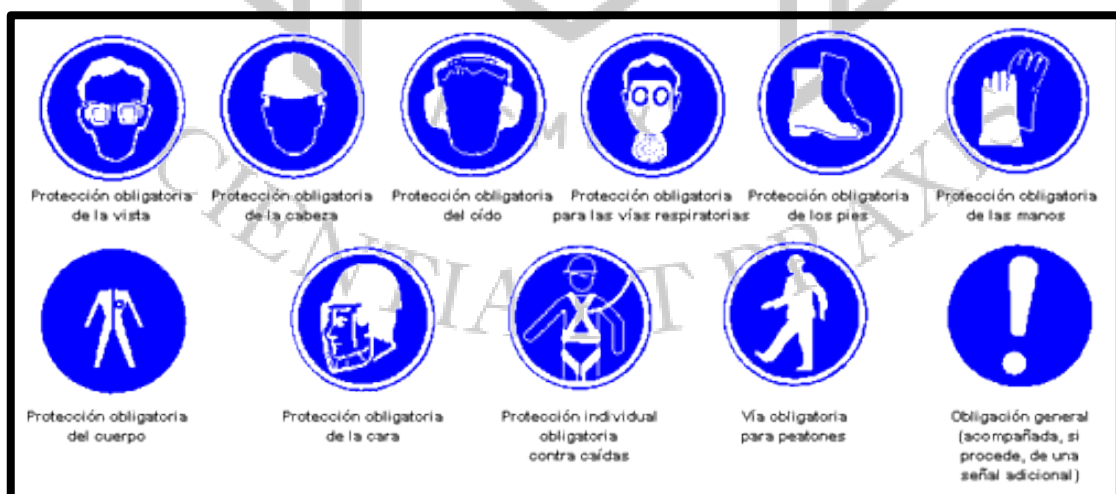 Protección obligatoria
de la vista
Protección obligatoria
de la cabeza
Protección obligatoria
del oído
Protección obligatoria
para las vías respiratorias
Protección obligatoria
de los pies
Protección obligatoria
de las manos
CIENTIA ET PRAXIS
Protección obligatoria
del cuerpo
Protección obligatoria
de la cara
Protección individual
obligatoria
contra caídas
Vía obligatoria
para peatones
Obligación general
(acompañada, si
procede, de una
señal adicional)